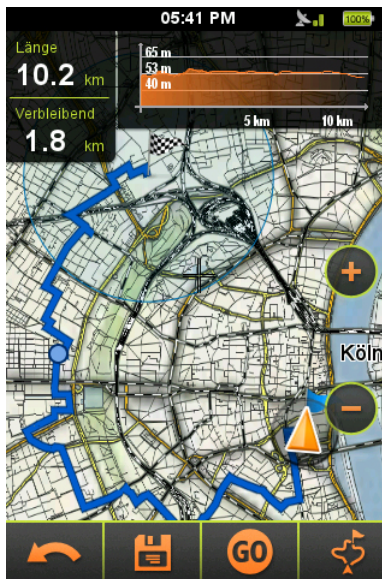 05:41 PM
100%
Länge
10.2 km
Verbleibend
1.8 km
65 m
53 m
40 m
5 km 10 km
Köln
GO